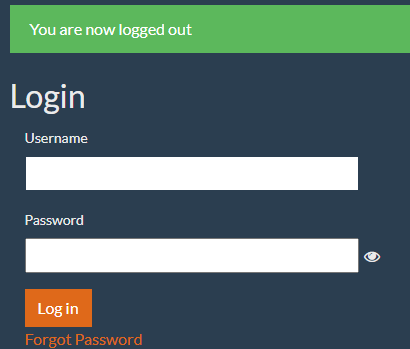 You are now logged out
Login
Username
Password
Log in
Forgot Password